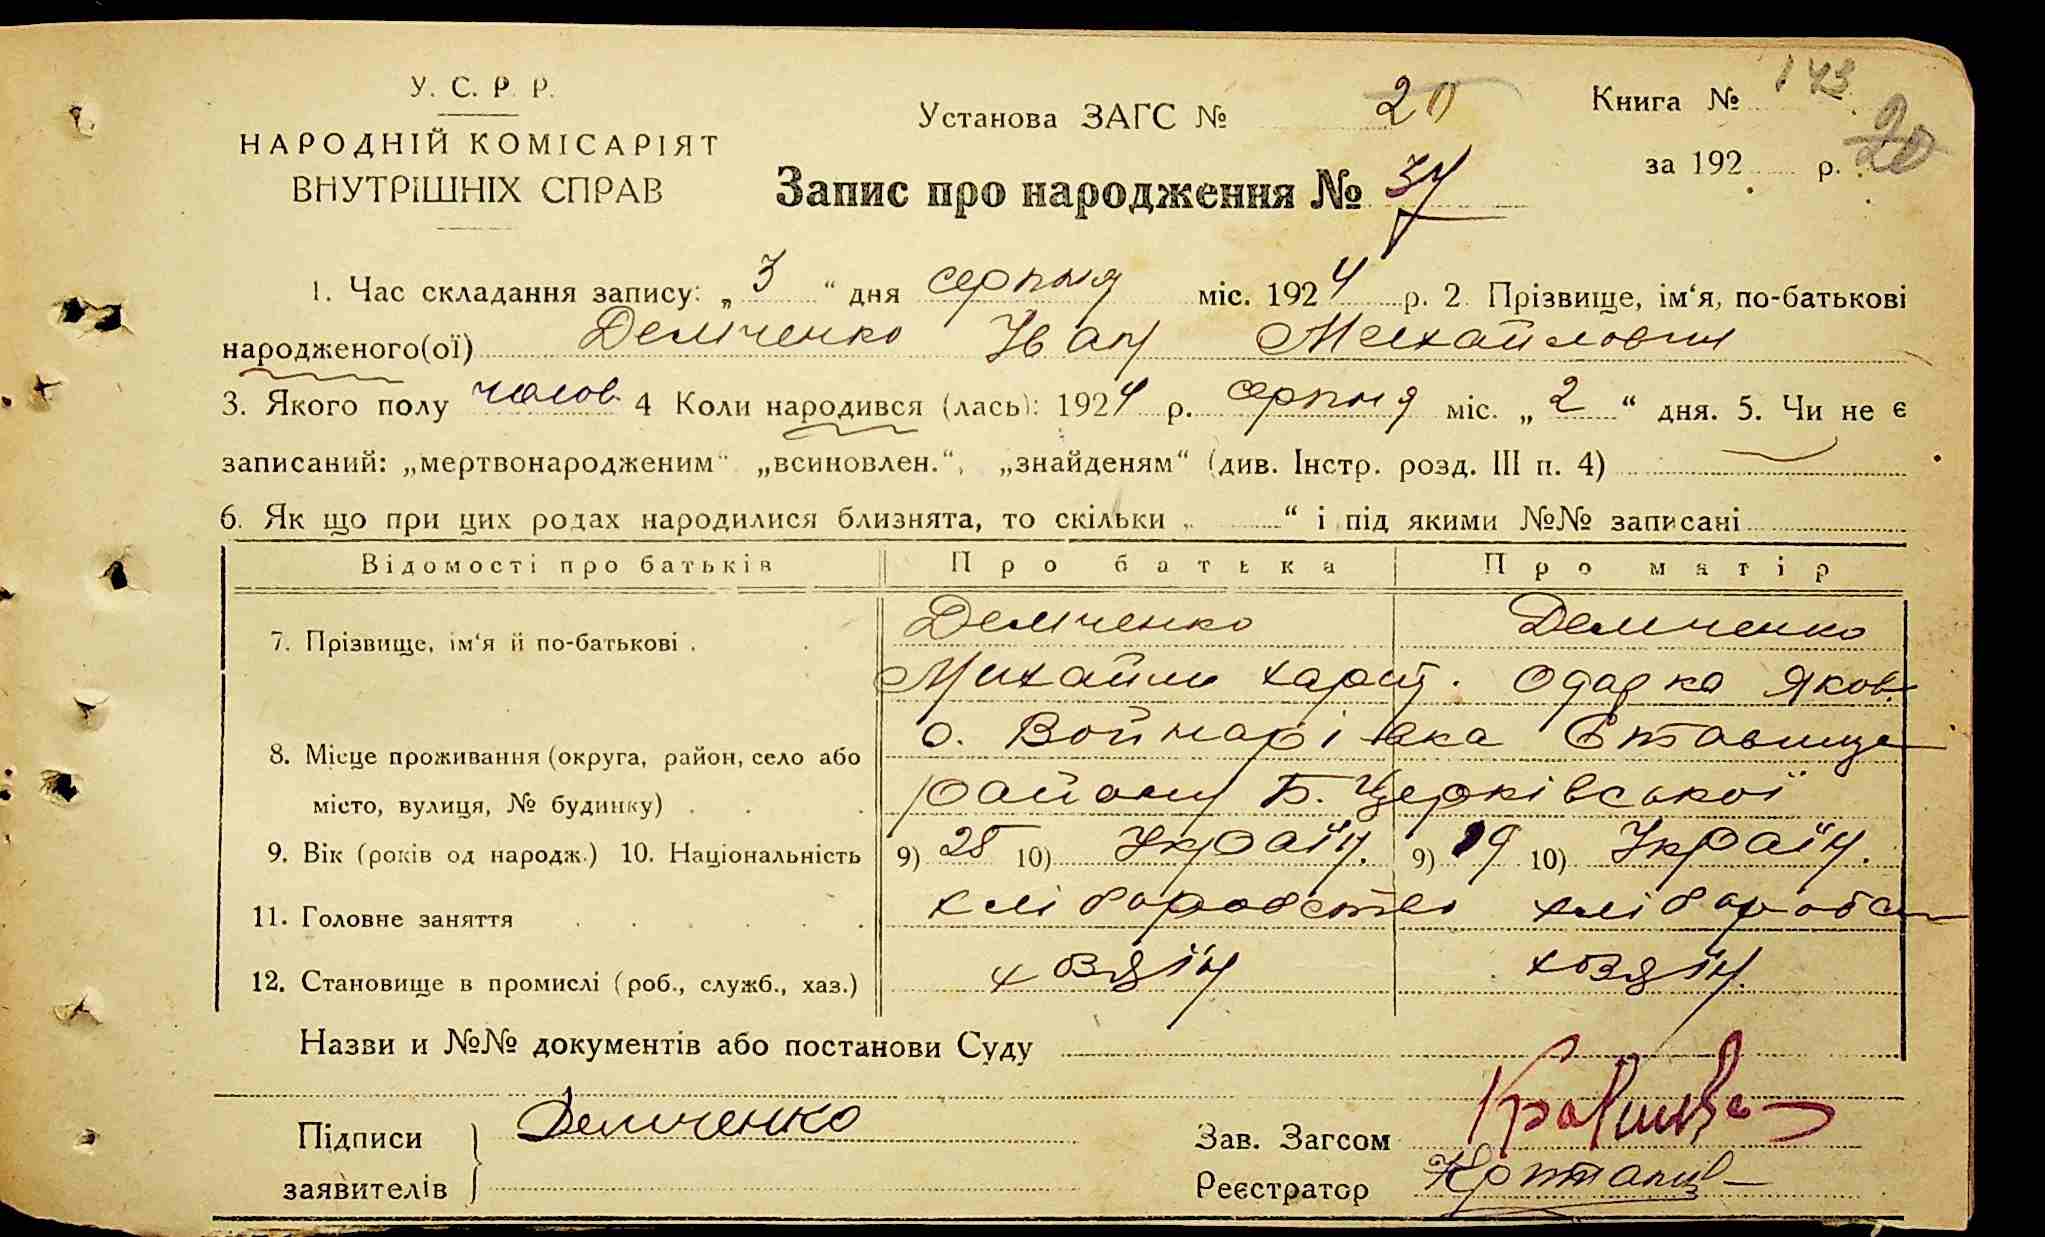 У. С. Р. Р.
НАРОДНІЙ КОМІСАРІЯТ
ВНУТРІШНІХ СПРАВ
Установа ЗАГС № 20
Запис про народження № 37
Книга № 143
20
за 192 р.
1. Час складання запису: „3“ дня серпня міс. 1924 р. 2. Прізвище, ім‘я, по-батькові
народженого(ої) Демченко Іван Михайлович
3. Якого полу чолов. 4 Коли народився (лась): 1924 р. серпня міс. „2“ дня. 5. Чи не є
записаний: „мертвонародженим“ „всиновлен.“, „знайденям“ (див. Інстр. розд. III п. 4)
6. Як що при цих родах народилися близнята, то скільки „ “ і під якими №№ записані
Відомості про батьків Про батька Про матір
Демченко Демченко
7. Прізвище, ім‘я й по-батькові .
Михайло Харит. Одарка Яков.
с. Войнарівка Ставище
8. Місце проживання (округа, район, село або
району Б. Церківської
місто, вулиця, № будинку)
9. Вік (років од народж.) 10. Національність 9) 28 10) Україн. 9) 19 10) Україн.
11. Головне заняття хліборобство хлібороб
12. Становище в промислі (роб., служб., хаз.) хозяїн хозяїн.
Назви и №№ документів або постанови Суду
Підписи
заявителів
Демченко
Зав. Загсом
Реєстратор